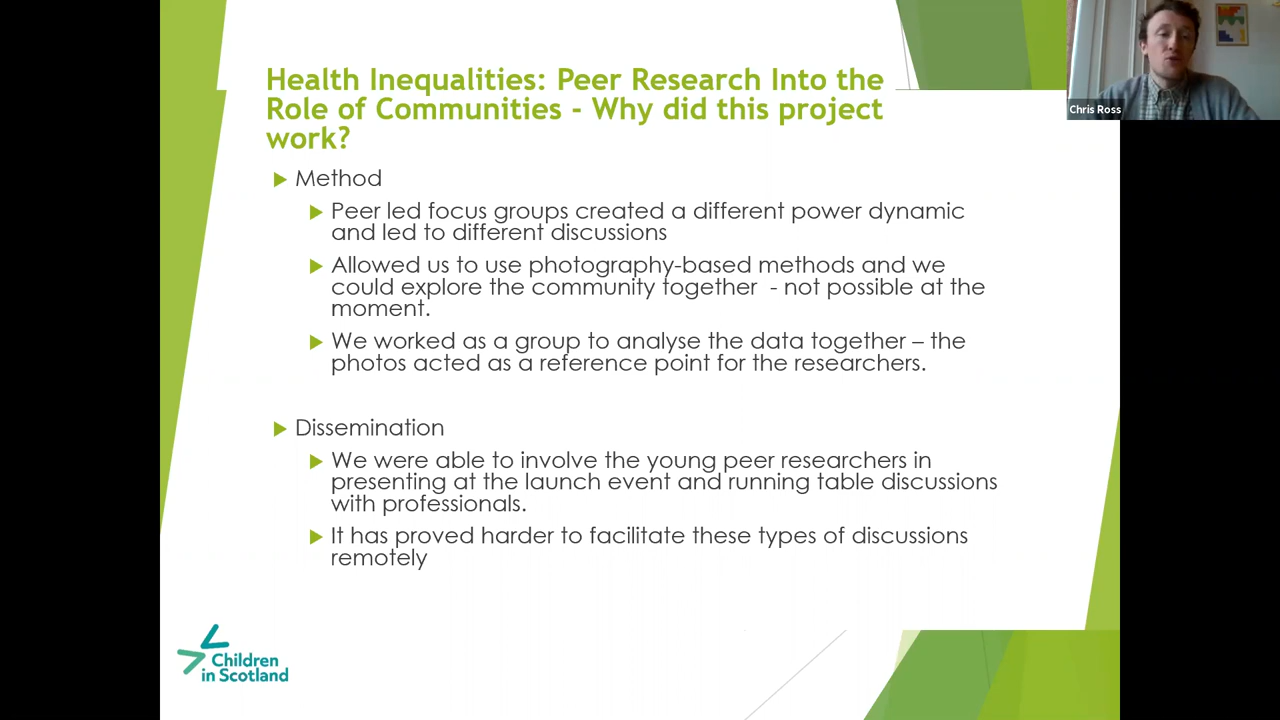 Health Inequalities: Peer Research Into the
Role of Communities - Why did this project
work?
Chris Ross
Method
Peer led focus groups created a different power dynamic
and led to different discussions
Allowed us to use photography-based methods and we
could explore the community together - not possible at the
moment.
We worked as a group to analyse the data together – the
photos acted as a reference point for the researchers.
Dissemination
We were able to involve the young peer researchers in
presenting at the launch event and running table discussions
with professionals.
It has proved harder to facilitate these types of discussions
remotely
Children
in Scotland